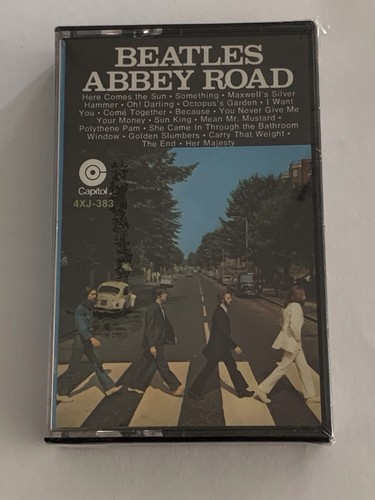 BEATLES
ABBEY ROAD
Here Comes the Sun • Something • Maxwell's Silver
Hammer • Oh! Darling • Octopus's Garden • I Want
You • Come Together • Because • You Never Give Me
Your Money • Sun King • Mean Mr. Mustard •
Polythene Pam • She Came In Through the Bathroom
Window • Golden Slumbers • Carry That Weight •
The End • Her Majesty
Capitol
4XJ-383